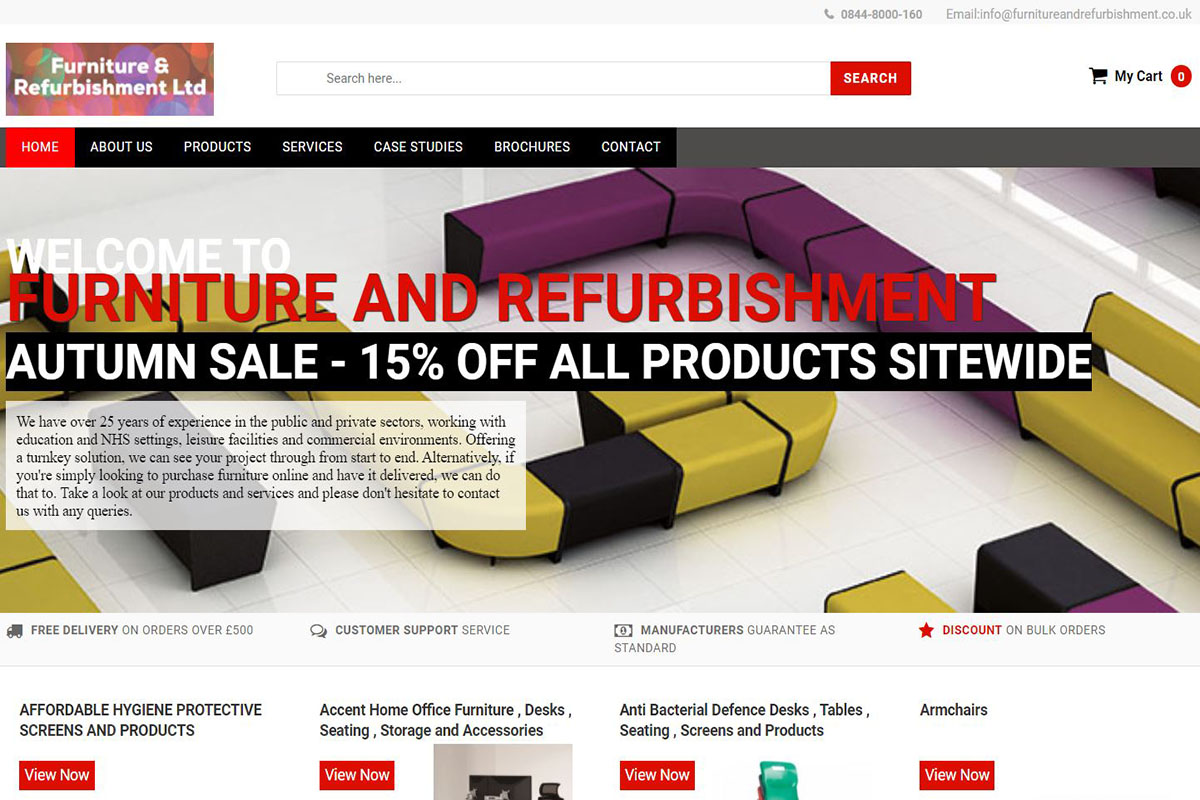 0844-8000-160 Email:info@furnitureandrefurbishment.co.uk
Furniture &
Refurbishment Ltd
Search here...
SEARCH
My Cart 0
HOME ABOUT US PRODUCTS SERVICES CASE STUDIES BROCHURES CONTACT
WELCOME TO
FURNITURE AND REFURBISHMENT
AUTUMN SALE - 15% OFF ALL PRODUCTS SITEWIDE
We have over 25 years of experience in the public and private sectors, working with
education and NHS settings, leisure facilities and commercial environments. Offering
a turnkey solution, we can see your project through from start to end. Alternatively, if
you're simply looking to purchase furniture online and have it delivered, we can do
that to. Take a look at our products and services and please don't hesitate to contact
us with any queries.
FREE DELIVERY ON ORDERS OVER £500
CUSTOMER SUPPORT SERVICE
MANUFACTURERS GUARANTEE AS
STANDARD
DISCOUNT ON BULK ORDERS
AFFORDABLE HYGIENE PROTECTIVE
SCREENS AND PRODUCTS
View Now
Accent Home Office Furniture , Desks ,
Seating , Storage and Accessories
View Now
Anti Bacterial Defence Desks , Tables ,
Seating , Screens and Products
View Now
Armchairs
View Now